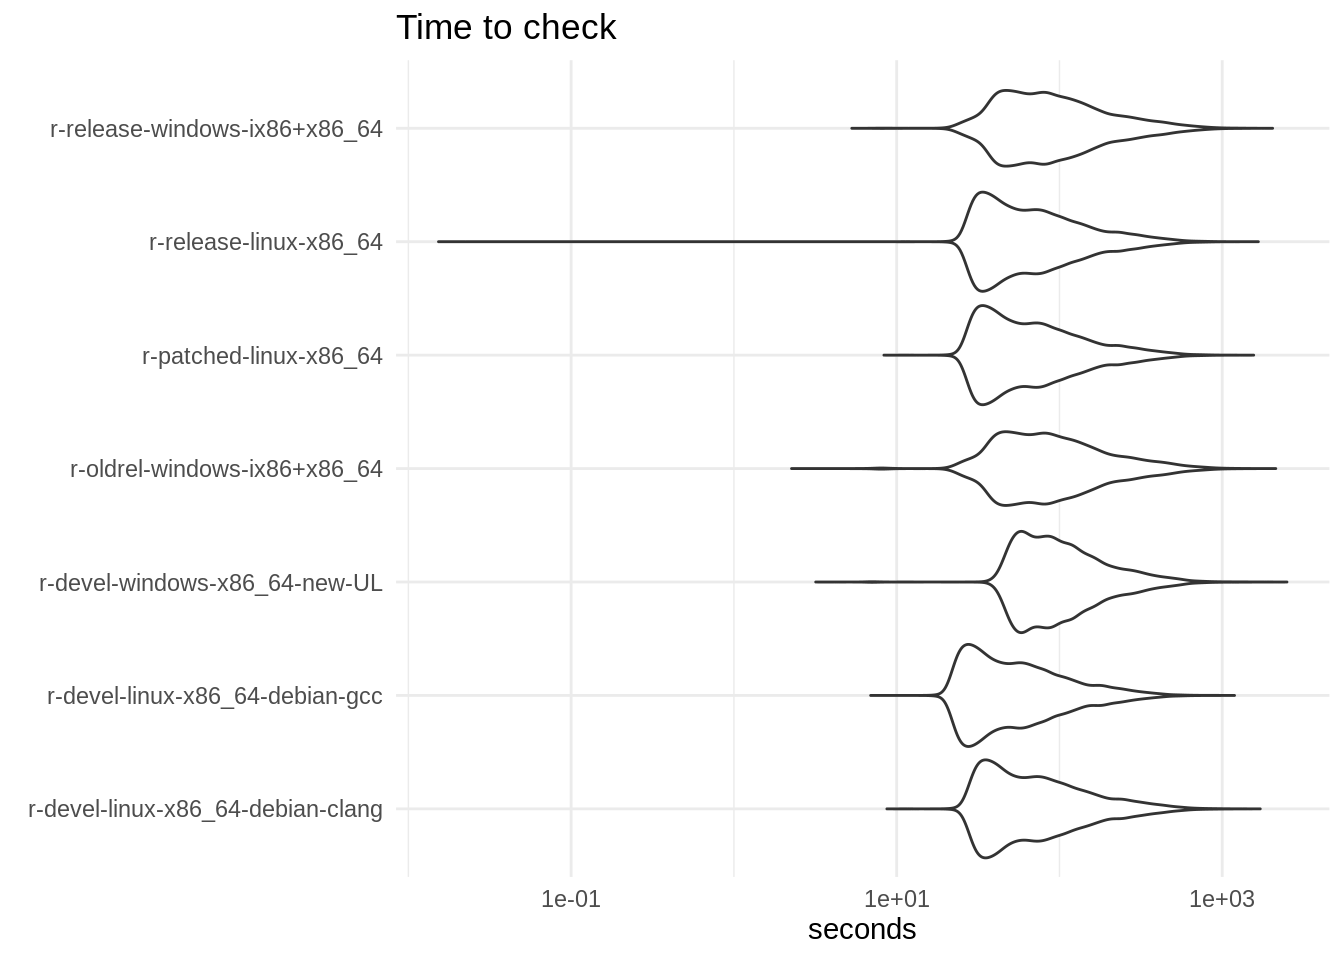 Time to check
r-release-windows-ix86+x86_64
r-release-linux-x86_64
r-patched-linux-x86_64
r-oldrel-windows-ix86+x86_64
r-devel-windows-x86_64-new-UL
r-devel-linux-x86_64-debian-gcc
r-devel-linux-x86_64-debian-clang
1e-01 1e+01 1e+03
seconds